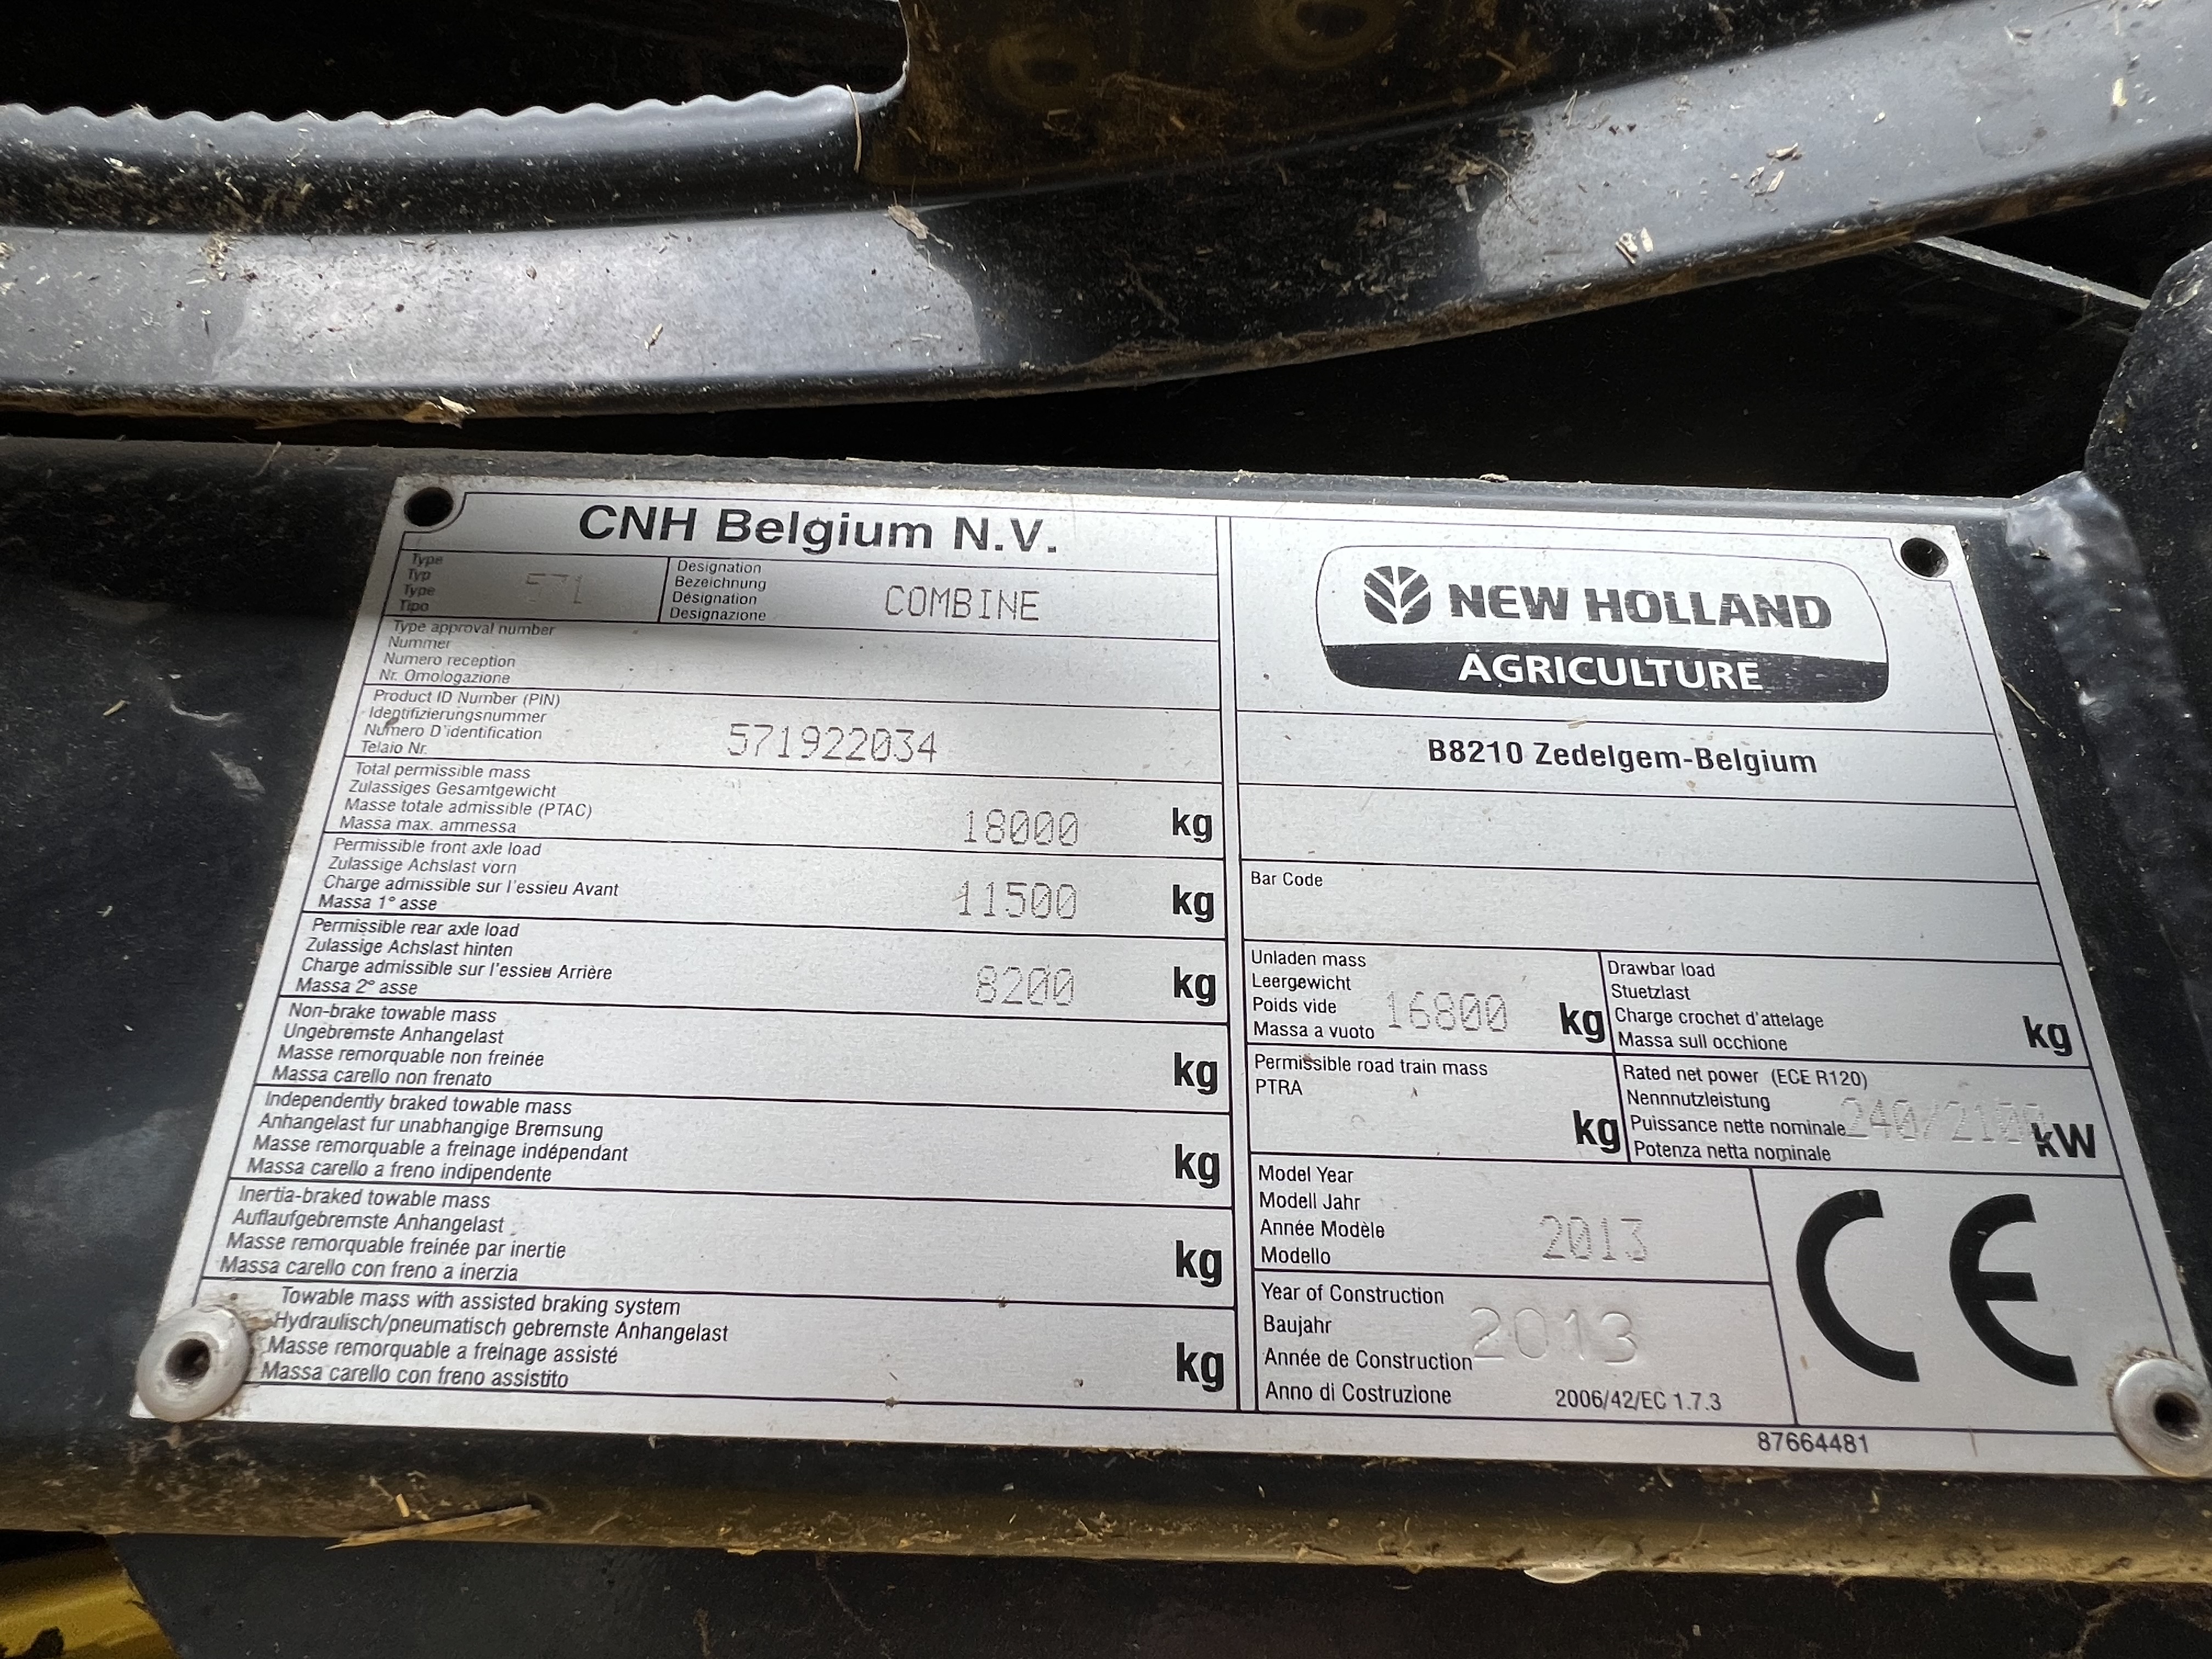 CNH Belgium N.V.
Type
Typ
Type
Tipo
571
Designation
Bezeichnung
Désignation
Designazione
COMBINE
Type approval number
Nummer
Numero reception
Nr. Omologazione
Product ID Number (PIN)
Identifizierungsnummer
Numero D'identification
Telaio Nr.
571922034
Total permissible mass
Zulassiges Gesamtgewicht
Masse totale admissible (PTAC)
Massa max. ammessa
18000 kg
Permissible front axle load
Zulassige Achslast vorn
Charge admissible sur l'essieu Avant
Massa 1° asse
11500 kg
Permissible rear axle load
Zulassige Achslast hinten
Charge admissible sur l'essieu Arrière
Massa 2° asse
8200 kg
Non-brake towable mass
Ungebremste Anhangelast
Masse remorquable non freinée
Massa carello non frenato
kg
Independently braked towable mass
Anhangelast fur unabhangige Bremsung
Masse remorquable a freinage indépendant
Massa carello a freno indipendente
kg
Inertia-braked towable mass
Auflaufgebremste Anhangelast
Masse remorquable freinée par inertie
Massa carello con freno a inerzia
kg
Towable mass with assisted braking system
Hydraulisch/pneumatisch gebremste Anhangelast
Masse remorquable a freinage assisté
Massa carello con freno assistito
kg
NEW HOLLAND
AGRICULTURE
B8210 Zedelgem-Belgium
Bar Code
Unladen mass
Leergewicht
Poids vide
Massa a vuoto
16800 kg
Drawbar load
Stuetzlast
Charge crochet d'attelage
Massa sull occhione
kg
Permissible road train mass
PTRA
kg
Rated net power (ECE R120)
Nennnutzleistung
Puissance nette nominale
Potenza netta nominale
240/2100 kW
Model Year
Modell Jahr
Année Modèle
Modello
2013
Year of Construction
Baujahr
Année de Construction
Anno di Costruzione
2013
2006/42/EC 1.7.3
CE
87664481